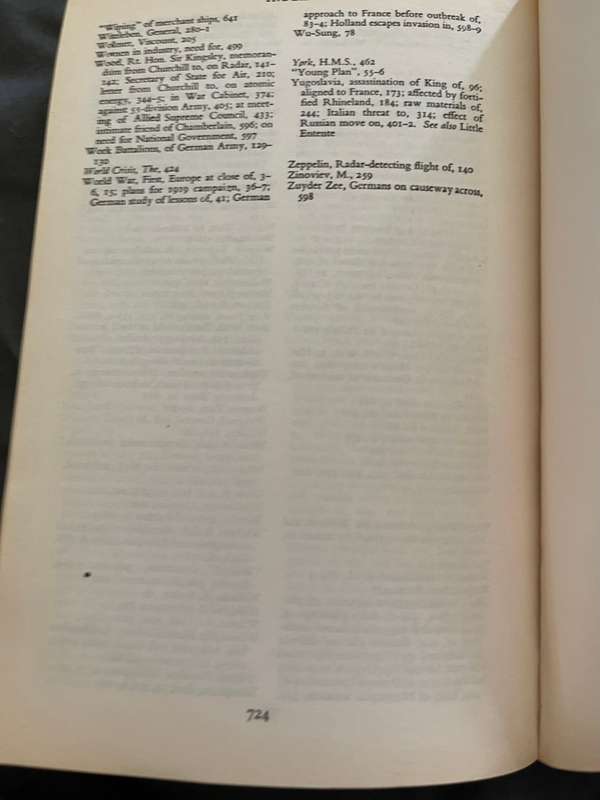 "Wiping" of merchant ships, 641
Witzleben, General, 280-1
Wolmer, Viscount, 205
Women in industry, need for, 499
Wood, Rt. Hon. Sir Kingsley, memoran-
dum from Churchill to, on Radar, 141-
142; Secretary of State for Air, 210;
letter from Churchill to, on atomic
energy, 344-5; in War Cabinet, 374;
against 55-division Army, 405; at meet-
ing of Allied Supreme Council, 433;
intimate friend of Chamberlain, 596; on
need for National Government, 597
Work Battalions, of German Army, 129-
130
World Crisis, The, 424
World War, First, Europe at close of, 3-
6, 15; plans for 1919 campaign, 36-7;
German study of lessons of, 41; German
approach to France before outbreak of,
83-4; Holland escapes invasion in, 598-9
Wu-Sung, 78
York, H.M.S., 462
"Young Plan", 55-6
Yugoslavia, assassination of King of, 96;
aligned to France, 173; affected by forti-
fied Rhineland, 184; raw materials of,
244; Italian threat to, 314; effect of
Russian move on, 401-2. See also Little
Entente
Zeppelin, Radar-detecting flight of, 140
Zinoviev, M., 259
Zuyder Zee, Germans on causeway across,
598
724